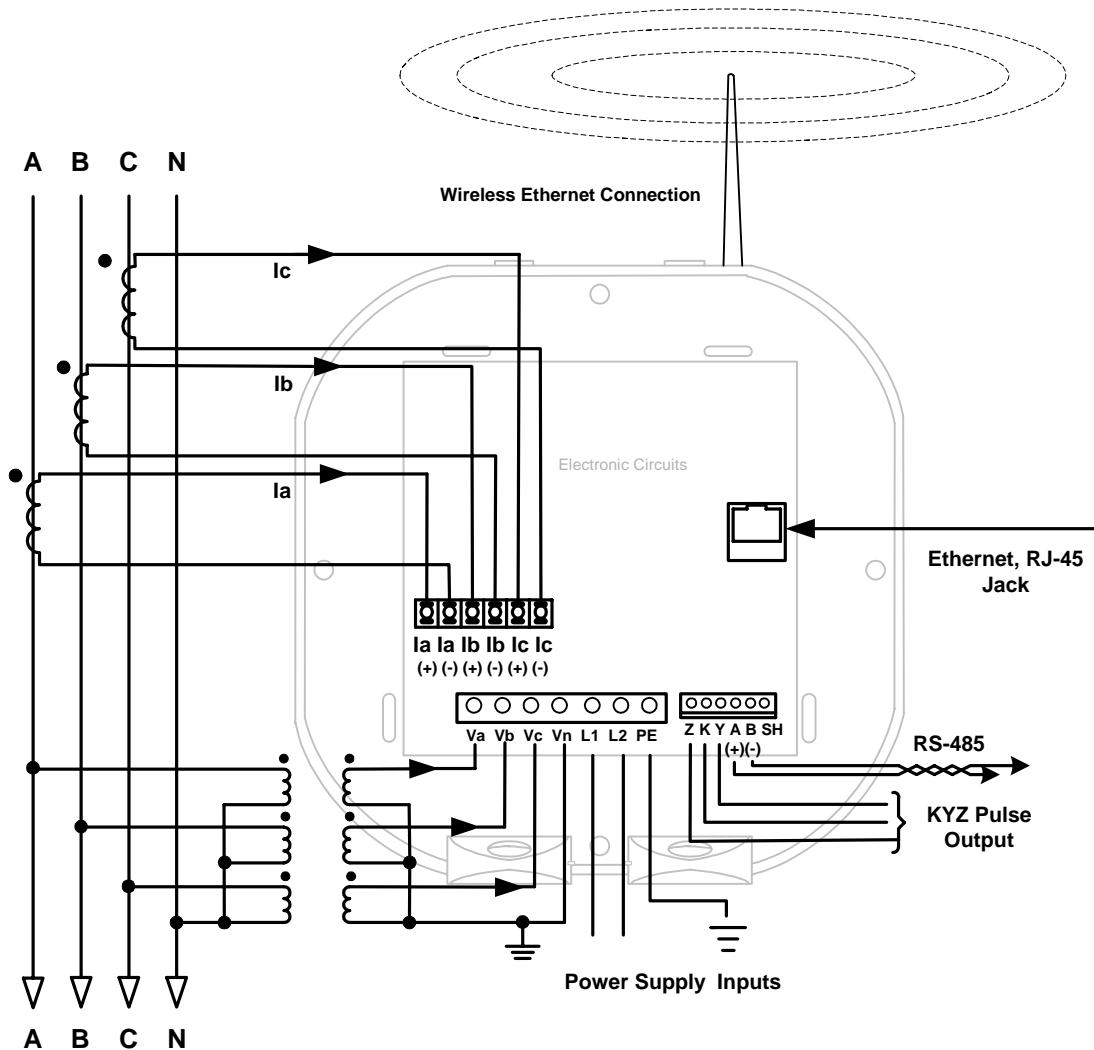 A B C N
Wireless Ethernet Connection
Ic
Ib
Ia
Electronic Circuits
Ethernet, RJ-45
Jack
Ia Ia Ib Ib Ic Ic
(+) (-) (+) (-) (+) (-)
Va Vb Vc Vn L1 L2 PE
Z K Y A B SH
(+) (-)
RS-485
KYZ Pulse
Output
Power Supply Inputs
A B C N